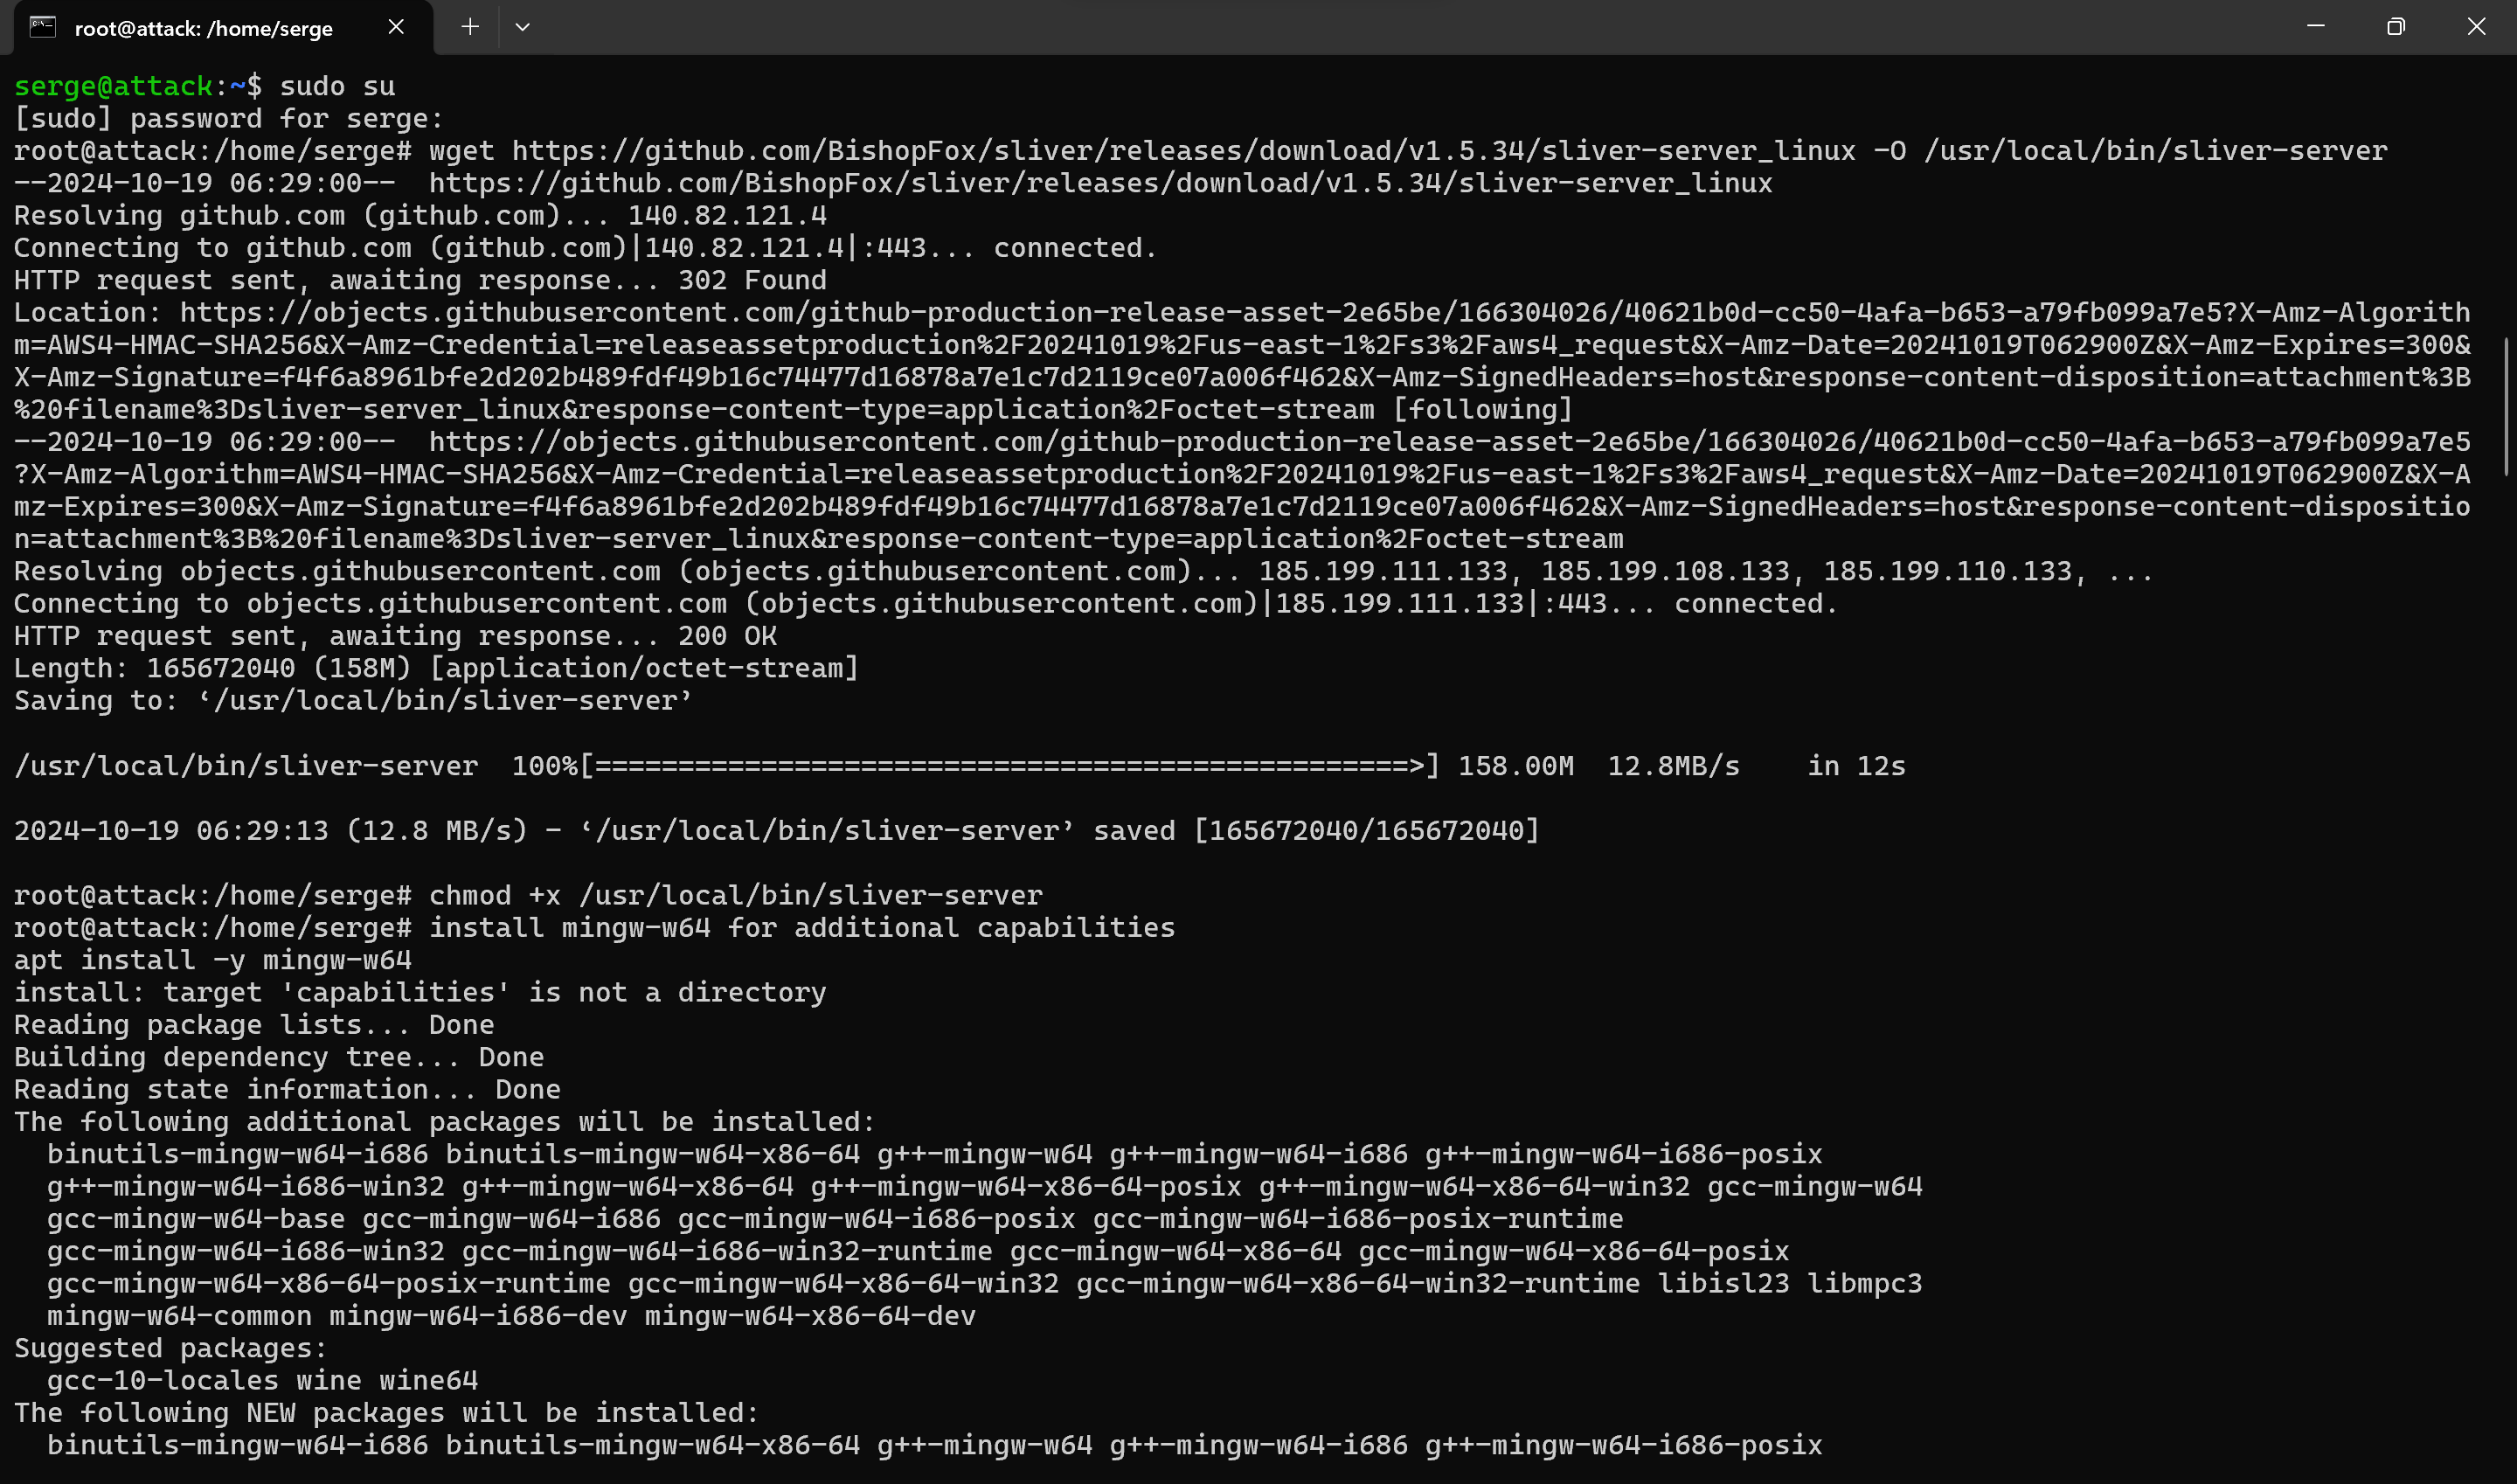 root@attack: /home/serge
serge@attack:~$ sudo su
[sudo] password for serge:
root@attack:/home/serge# wget https://github.com/BishopFox/sliver/releases/download/v1.5.34/sliver-server_linux -O /usr/local/bin/sliver-server
--2024-10-19 06:29:00--  https://github.com/BishopFox/sliver/releases/download/v1.5.34/sliver-server_linux
Resolving github.com (github.com)... 140.82.121.4
Connecting to github.com (github.com)|140.82.121.4|:443... connected.
HTTP request sent, awaiting response... 302 Found
Location: https://objects.githubusercontent.com/github-production-release-asset-2e65be/166304026/40621b0d-cc50-4afa-b653-a79fb099a7e5?X-Amz-Algorith
m=AWS4-HMAC-SHA256&X-Amz-Credential=releaseassetproduction%2F20241019%2Fus-east-1%2Fs3%2Faws4_request&X-Amz-Date=20241019T062900Z&X-Amz-Expires=300&
X-Amz-Signature=f4f6a8961bfe2d202b489fdf49b16c74477d16878a7e1c7d2119ce07a006f462&X-Amz-SignedHeaders=host&response-content-disposition=attachment%3B
%20filename%3Dsliver-server_linux&response-content-type=application%2Foctet-stream [following]
--2024-10-19 06:29:00--  https://objects.githubusercontent.com/github-production-release-asset-2e65be/166304026/40621b0d-cc50-4afa-b653-a79fb099a7e5
?X-Amz-Algorithm=AWS4-HMAC-SHA256&X-Amz-Credential=releaseassetproduction%2F20241019%2Fus-east-1%2Fs3%2Faws4_request&X-Amz-Date=20241019T062900Z&X-A
mz-Expires=300&X-Amz-Signature=f4f6a8961bfe2d202b489fdf49b16c74477d16878a7e1c7d2119ce07a006f462&X-Amz-SignedHeaders=host&response-content-dispositio
n=attachment%3B%20filename%3Dsliver-server_linux&response-content-type=application%2Foctet-stream
Resolving objects.githubusercontent.com (objects.githubusercontent.com)... 185.199.111.133, 185.199.108.133, 185.199.110.133, ...
Connecting to objects.githubusercontent.com (objects.githubusercontent.com)|185.199.111.133|:443... connected.
HTTP request sent, awaiting response... 200 OK
Length: 165672040 (158M) [application/octet-stream]
Saving to: ‘/usr/local/bin/sliver-server’
/usr/local/bin/sliver-server  100%[=================================================>] 158.00M  12.8MB/s    in 12s
2024-10-19 06:29:13 (12.8 MB/s) - ‘/usr/local/bin/sliver-server’ saved [165672040/165672040]
root@attack:/home/serge# chmod +x /usr/local/bin/sliver-server
root@attack:/home/serge# install mingw-w64 for additional capabilities
apt install -y mingw-w64
install: target 'capabilities' is not a directory
Reading package lists... Done
Building dependency tree... Done
Reading state information... Done
The following additional packages will be installed:
  binutils-mingw-w64-i686 binutils-mingw-w64-x86-64 g++-mingw-w64 g++-mingw-w64-i686 g++-mingw-w64-i686-posix
  g++-mingw-w64-i686-win32 g++-mingw-w64-x86-64 g++-mingw-w64-x86-64-posix g++-mingw-w64-x86-64-win32 gcc-mingw-w64
  gcc-mingw-w64-base gcc-mingw-w64-i686 gcc-mingw-w64-i686-posix gcc-mingw-w64-i686-posix-runtime
  gcc-mingw-w64-i686-win32 gcc-mingw-w64-i686-win32-runtime gcc-mingw-w64-x86-64 gcc-mingw-w64-x86-64-posix
  gcc-mingw-w64-x86-64-posix-runtime gcc-mingw-w64-x86-64-win32 gcc-mingw-w64-x86-64-win32-runtime libisl23 libmpc3
  mingw-w64-common mingw-w64-i686-dev mingw-w64-x86-64-dev
Suggested packages:
  gcc-10-locales wine wine64
The following NEW packages will be installed:
  binutils-mingw-w64-i686 binutils-mingw-w64-x86-64 g++-mingw-w64 g++-mingw-w64-i686 g++-mingw-w64-i686-posix